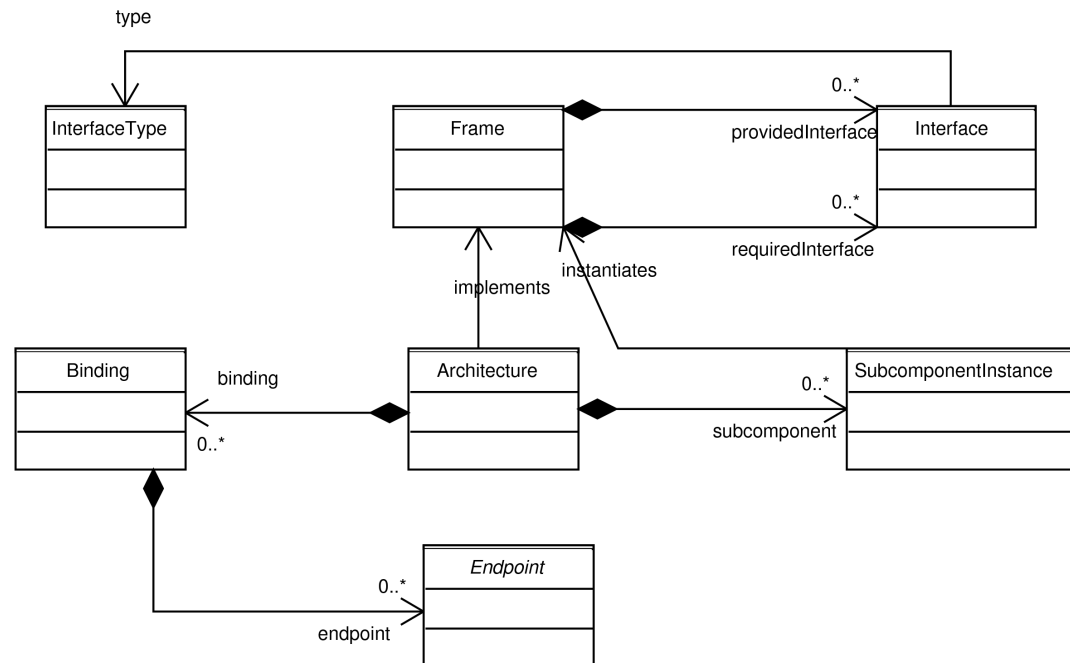 type
0..*
InterfaceType
Frame
providedInterface
Interface
0..*
requiredInterface
instantiates
implements
Binding
binding
Architecture
0..*
SubcomponentInstance
0..*
subcomponent
Endpoint
0..*
endpoint